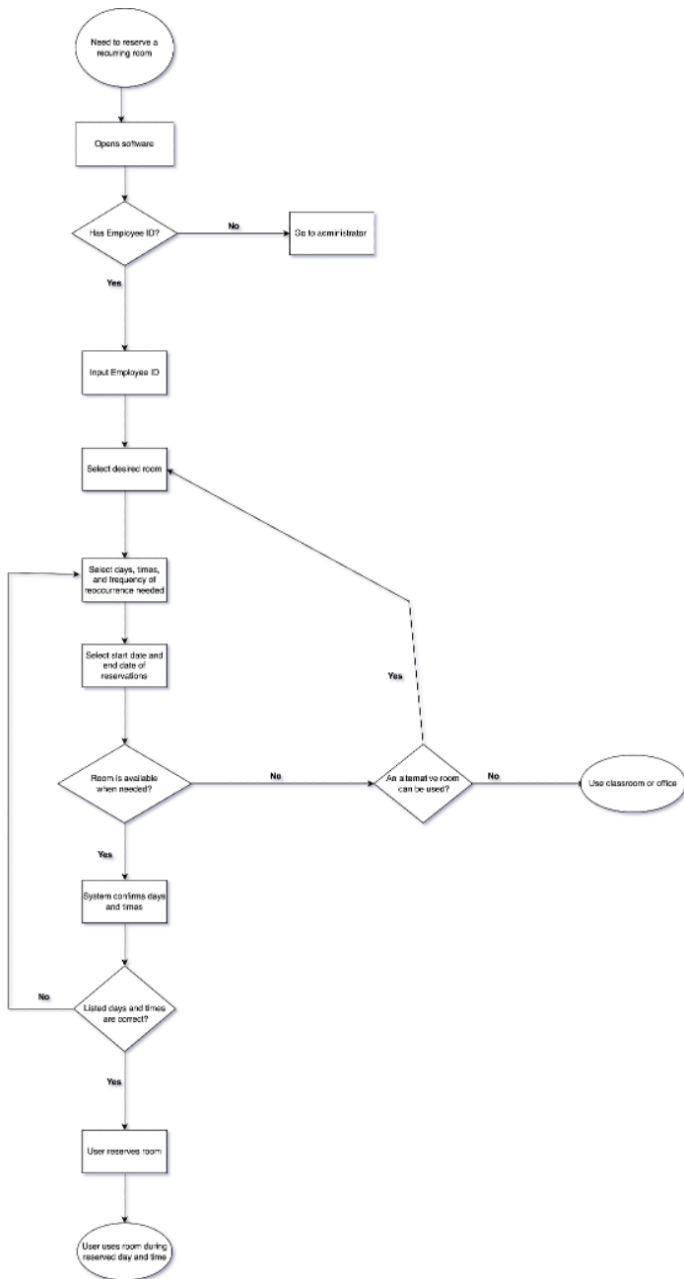 Need to reserve a
recurring room
Opens software
Has Employee ID?
No
Go to administrator
Yes
Input Employee ID
Select desired room
Select days, times,
and frequency of
reoccurrence needed
Select start date and
end date of
reservations
Yes
Room is available
when needed?
No
An alternative room
can be used?
No
Use classroom or office
Yes
System confirms days
and times
No
Listed days and times
are correct?
Yes
User reserves room
User uses room during
reserved day and time